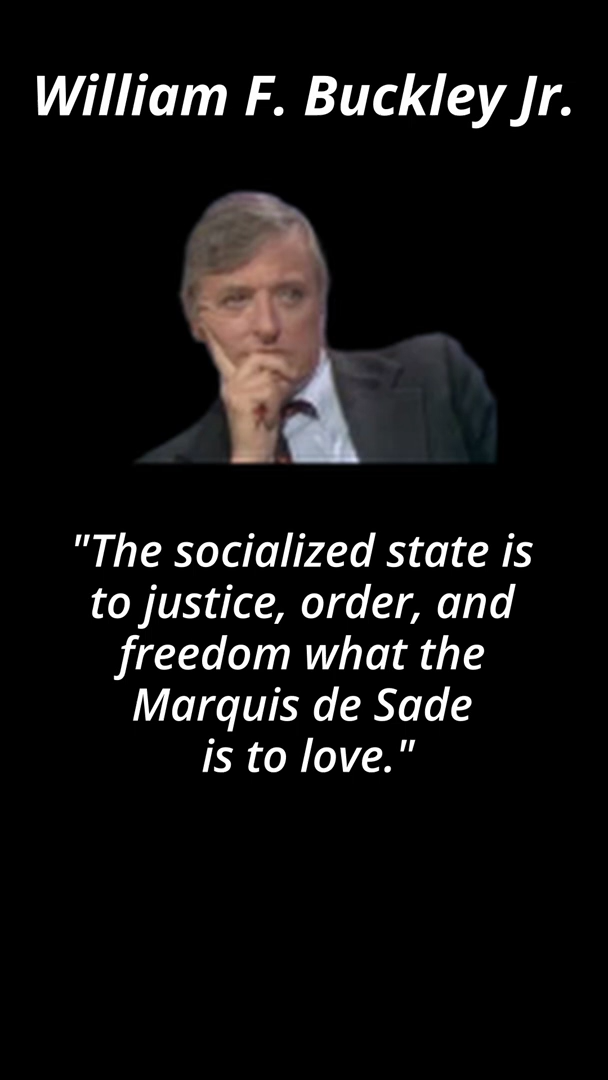 William F. Buckley Jr.
"The socialized state is
to justice, order, and
freedom what the
Marquis de Sade
is to love."